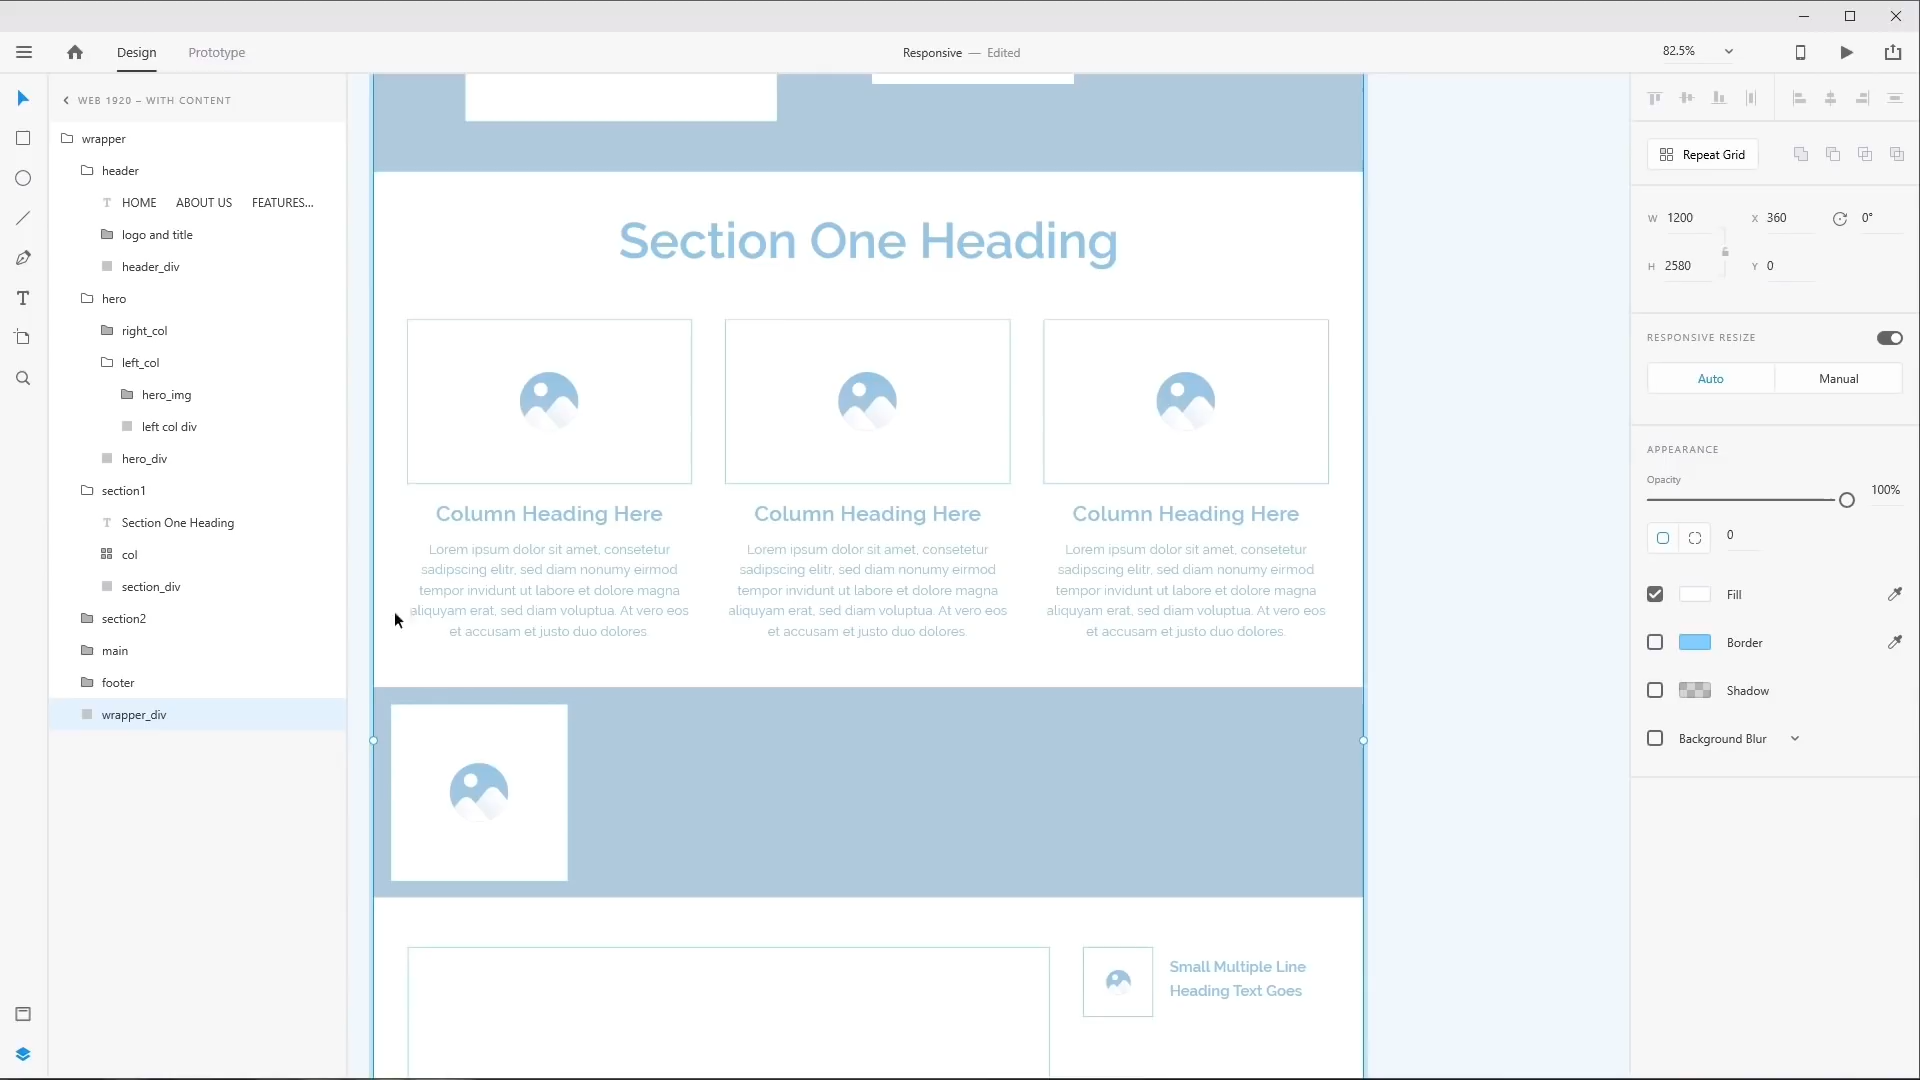 Design
Prototype
Responsive — Edited
82.5%
WEB 1920 – WITH CONTENT
wrapper
header
HOME ABOUT US FEATURES...
logo and title
header_div
hero
right_col
left_col
hero_img
left col div
hero_div
section1
Section One Heading
col
section_div
section2
main
footer
wrapper_div
Section One Heading
Column Heading Here
Lorem ipsum dolor sit amet, consetetur
sadipscing elitr, sed diam nonumy eirmod
tempor invidunt ut labore et dolore magna
aliquyam erat, sed diam voluptua. At vero eos
et accusam et justo duo dolores.
Column Heading Here
Lorem ipsum dolor sit amet, consetetur
sadipscing elitr, sed diam nonumy eirmod
tempor invidunt ut labore et dolore magna
aliquyam erat, sed diam voluptua. At vero eos
et accusam et justo duo dolores.
Column Heading Here
Lorem ipsum dolor sit amet, consetetur
sadipscing elitr, sed diam nonumy eirmod
tempor invidunt ut labore et dolore magna
aliquyam erat, sed diam voluptua. At vero eos
et accusam et justo duo dolores.
Small Multiple Line
Heading Text Goes
Repeat Grid
W 1200 X 360 0°
H 2580 Y 0
RESPONSIVE RESIZE
Auto Manual
APPEARANCE
Opacity
100%
0
Fill
Border
Shadow
Background Blur